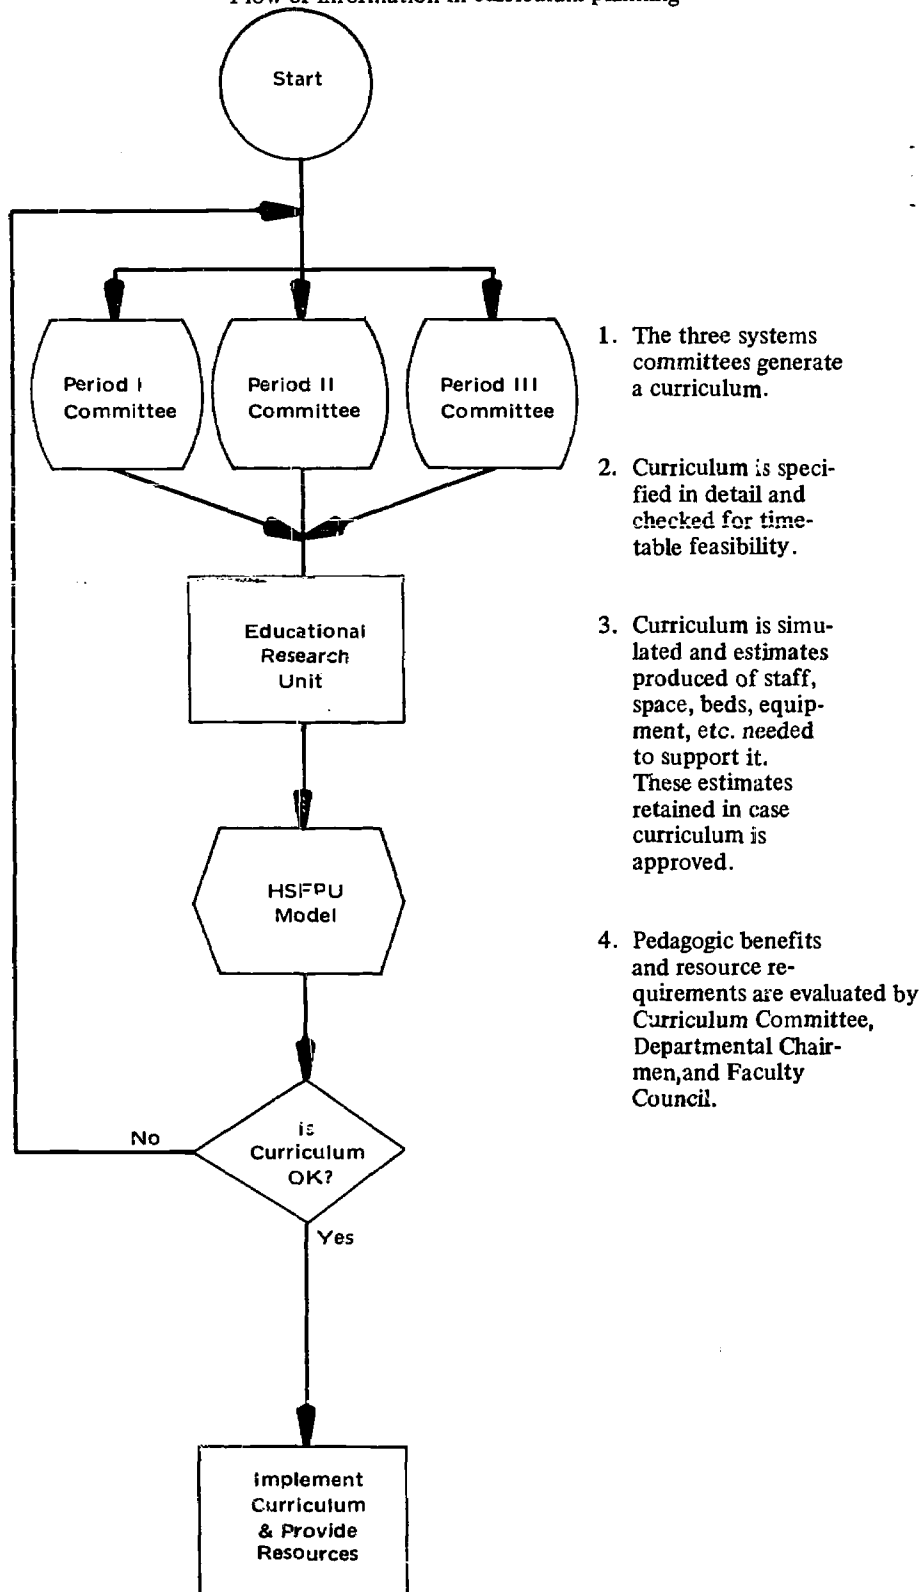 Flow of information in curriculum planning
Start
Period I
Committee
Period II
Committee
Period III
Committee
1. The three systems
committees generate
a curriculum.
2. Curriculum is speci-
fied in detail and
checked for time-
table feasibility.
Educational
Research
Unit
3. Curriculum is simu-
lated and estimates
produced of staff,
space, beds, equip-
ment, etc. needed
to support it.
These estimates
retained in case
curriculum is
approved.
HSFPU
Model
4. Pedagogic benefits
and resource re-
quirements are evaluated by
Curriculum Committee,
Departmental Chair-
men,and Faculty
Council.
No
is
Curriculum
OK?
Yes
Implement
Curriculum
& Provide
Resources